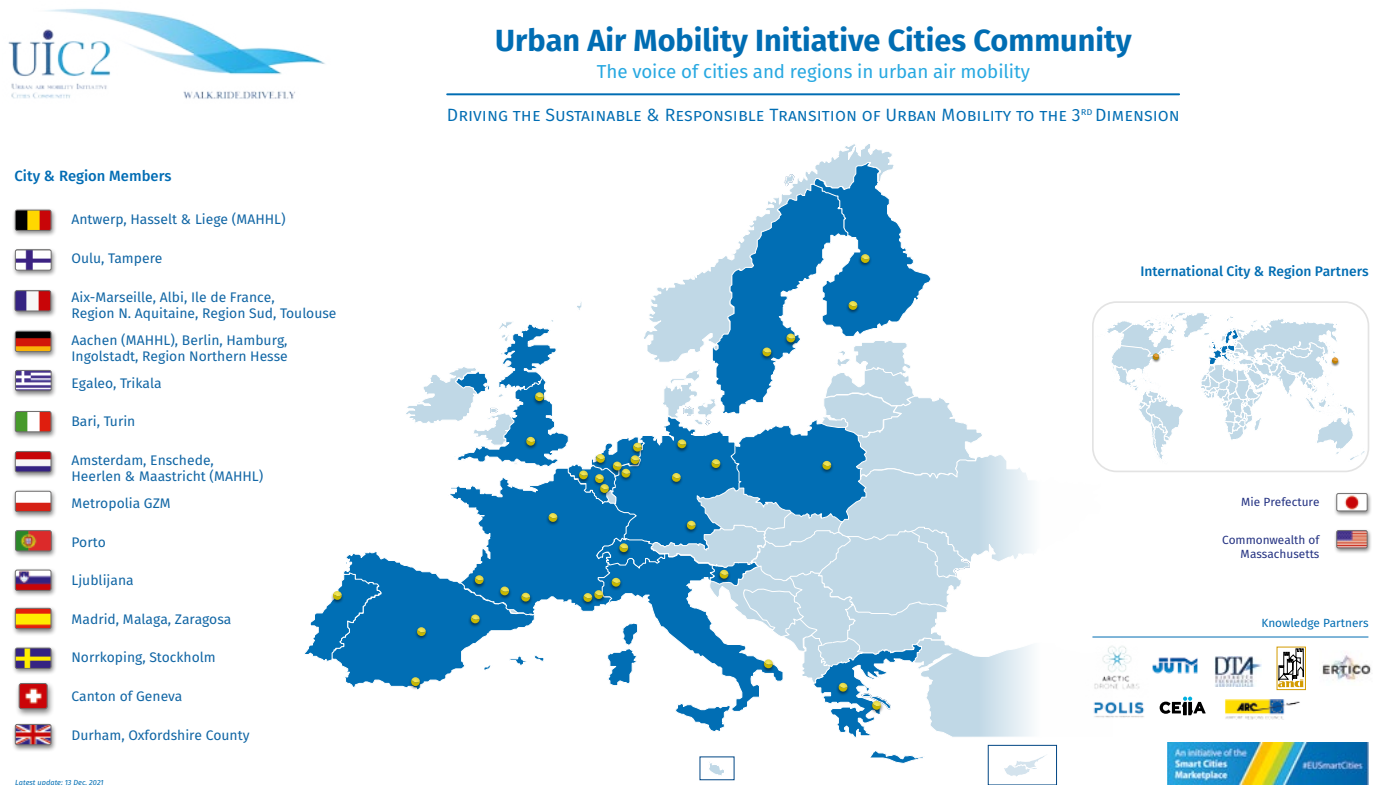 UiC2
URBAN AIR MOBILITY INITIATIVE
CITIES COMMUNITY
WALK.RIDE.DRIVE.FLY
Urban Air Mobility Initiative Cities Community
The voice of cities and regions in urban air mobility
DRIVING THE SUSTAINABLE & RESPONSIBLE TRANSITION OF URBAN MOBILITY TO THE 3RD DIMENSION
City & Region Members
Antwerp, Hasselt & Liege (MAHHL)
Oulu, Tampere
Aix-Marseille, Albi, Ile de France,
Region N. Aquitaine, Region Sud, Toulouse
Aachen (MAHHL), Berlin, Hamburg,
Ingolstadt, Region Northern Hesse
Egaleo, Trikala
Bari, Turin
Amsterdam, Enschede,
Heerlen & Maastricht (MAHHL)
Metropolia GZM
Porto
Ljublijana
Madrid, Malaga, Zaragosa
Norrkoping, Stockholm
Canton of Geneva
Durham, Oxfordshire County
Latest update: 13 Dec. 2021
International City & Region Partners
Mie Prefecture
Commonwealth of
Massachusetts
Knowledge Partners
ARCTIC
DRONE LABS
JUTM
DTA
and
ERTICO
POLIS
CEiiA
ARC
An initiative of the
Smart Cities
Marketplace
#EUSmartCities